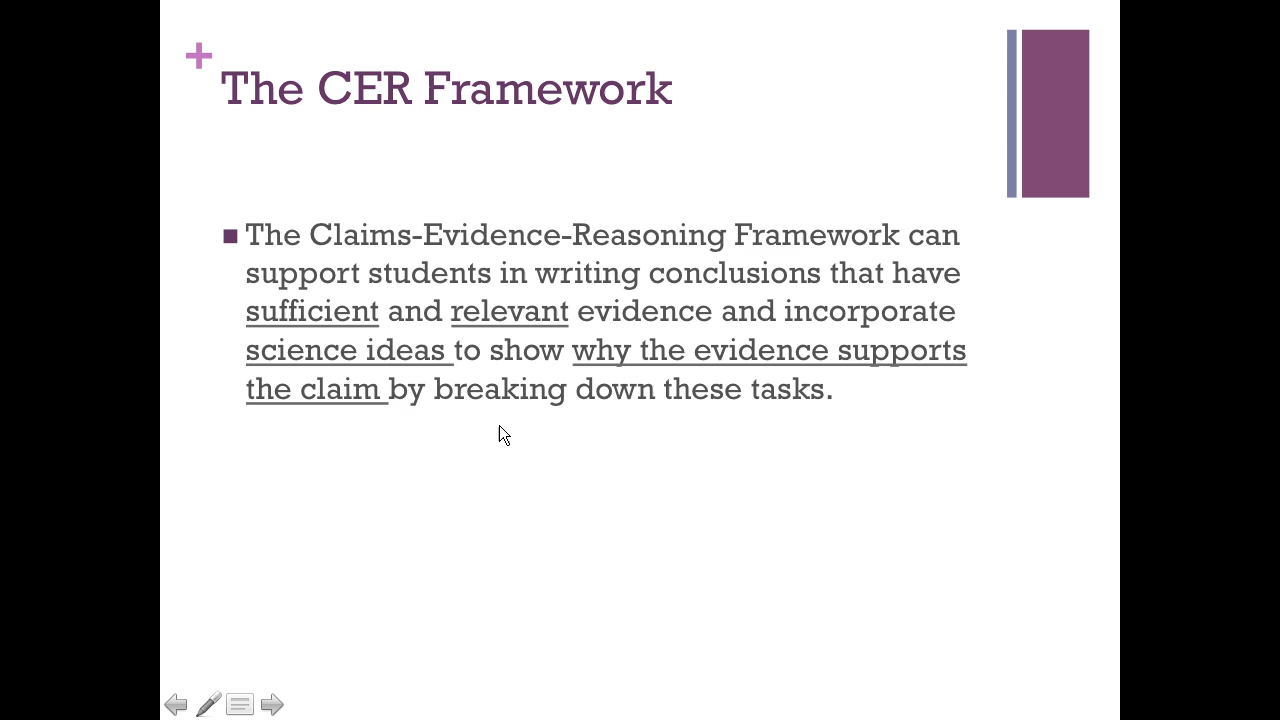 The CER Framework
The Claims-Evidence-Reasoning Framework can
support students in writing conclusions that have
sufficient and relevant evidence and incorporate
science ideas to show why the evidence supports
the claim by breaking down these tasks.